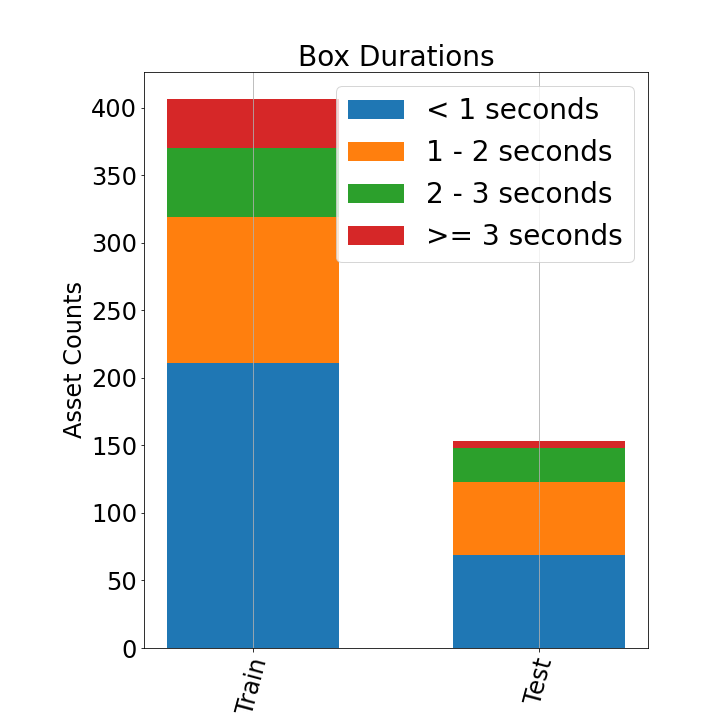 Box Durations
< 1 seconds
1 - 2 seconds
2 - 3 seconds
>= 3 seconds
Asset Counts
400
350
300
250
200
150
100
50
0
Train
Test